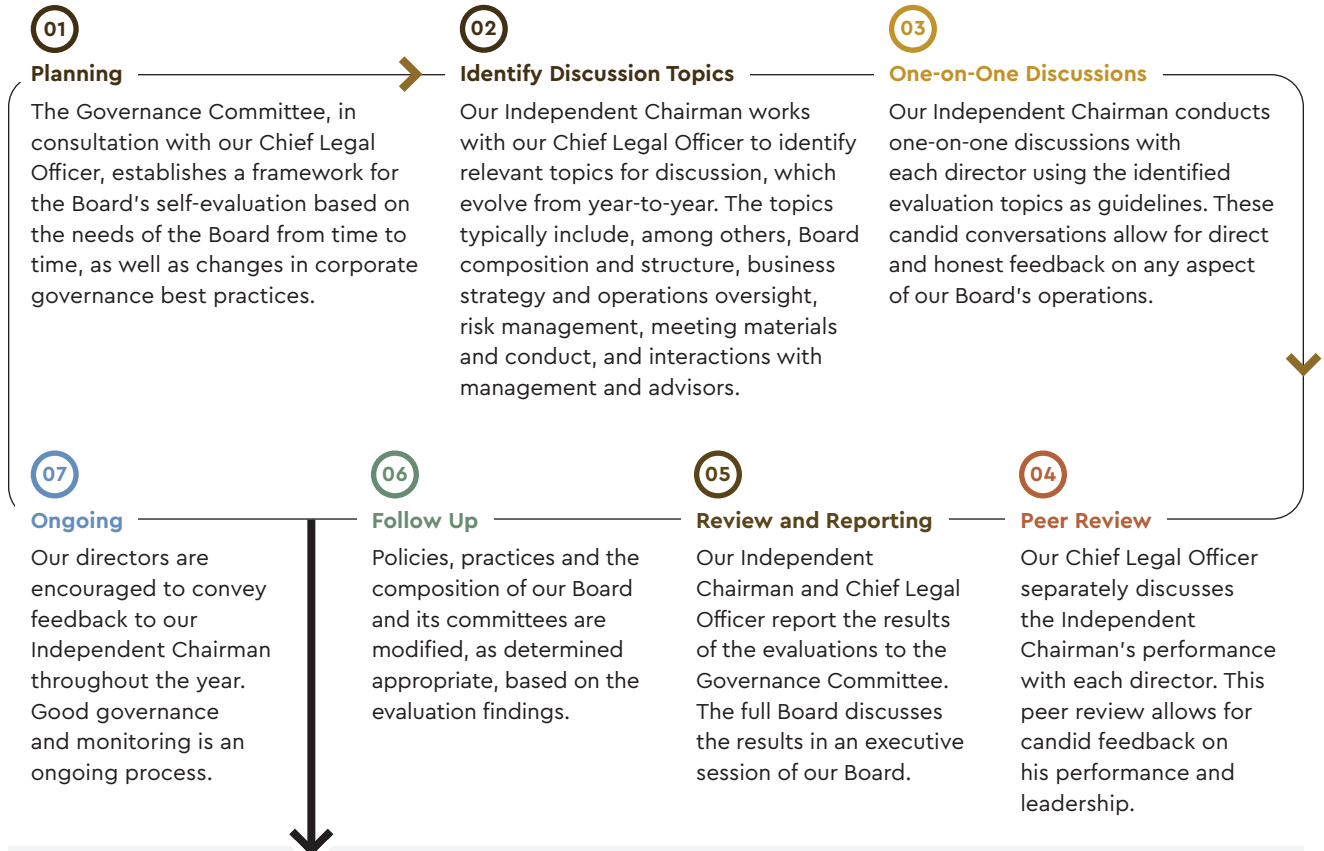 01
Planning
The Governance Committee, in
consultation with our Chief Legal
Officer, establishes a framework for
the Board's self-evaluation based on
the needs of the Board from time to
time, as well as changes in corporate
governance best practices.
02
Identify Discussion Topics
Our Independent Chairman works
with our Chief Legal Officer to identify
relevant topics for discussion, which
evolve from year-to-year. The topics
typically include, among others, Board
composition and structure, business
strategy and operations oversight,
risk management, meeting materials
and conduct, and interactions with
management and advisors.
03
One-on-One Discussions
Our Independent Chairman conducts
one-on-one discussions with
each director using the identified
evaluation topics as guidelines. These
candid conversations allow for direct
and honest feedback on any aspect
of our Board's operations.
04
Peer Review
Our Chief Legal Officer
separately discusses
the Independent
Chairman's performance
with each director. This
peer review allows for
candid feedback on
his performance and
leadership.
05
Review and Reporting
Our Independent
Chairman and Chief Legal
Officer report the results
of the evaluations to the
Governance Committee.
The full Board discusses
the results in an executive
session of our Board.
06
Follow Up
Policies, practices and the
composition of our Board
and its committees are
modified, as determined
appropriate, based on the
evaluation findings.
07
Ongoing
Our directors are
encouraged to convey
feedback to our
Independent Chairman
throughout the year.
Good governance
and monitoring is an
ongoing process.